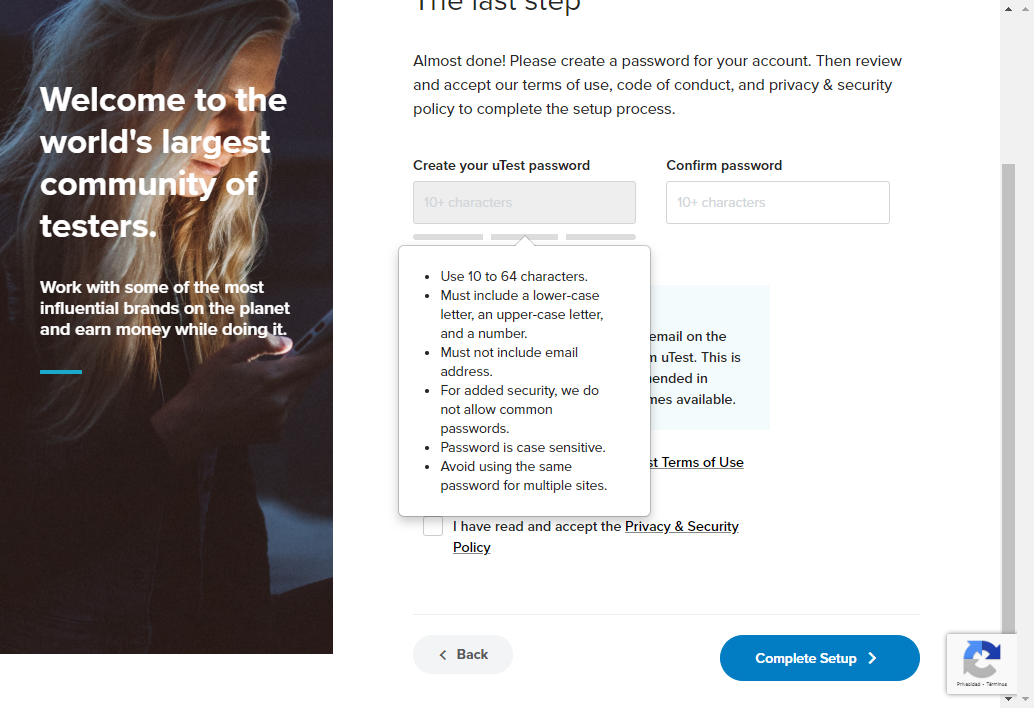 The last step
Welcome to the
world's largest
community of
testers.
Work with some of the most
influential brands on the planet
and earn money while doing it.
Almost done! Please create a password for your account. Then review
and accept our terms of use, code of conduct, and privacy & security
policy to complete the setup process.
Create your uTest password
Confirm password
10+ characters
10+ characters
• Use 10 to 64 characters.
• Must include a lower-case
letter, an upper-case letter,
and a number.
• Must not include email
address.
• For added security, we do
not allow common
passwords.
• Password is case sensitive.
• Avoid using the same
password for multiple sites.
email on the
uTest. This is
available.
Terms of Use
I have read and accept the Privacy & Security
Policy
Back
Complete Setup
Privacidad - Términos